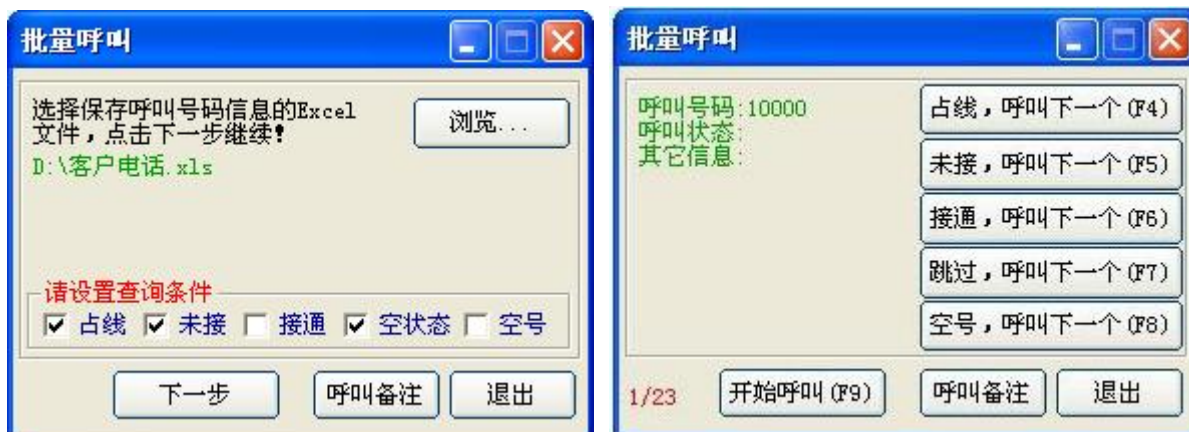 批量呼叫
选择保存呼叫号码信息的Excel
文件，点击下一步继续！
浏览...
D:\客户电话.xls
请设置查询条件
占线 未接 接通 空状态 空号
下一步 呼叫备注 退出
批量呼叫
呼叫号码:10000
呼叫状态:
其它信息:
占线，呼叫下一个(F4)
未接，呼叫下一个(F5)
接通，呼叫下一个(F6)
跳过，呼叫下一个(F7)
空号，呼叫下一个(F8)
1/23 开始呼叫(F9) 呼叫备注 退出